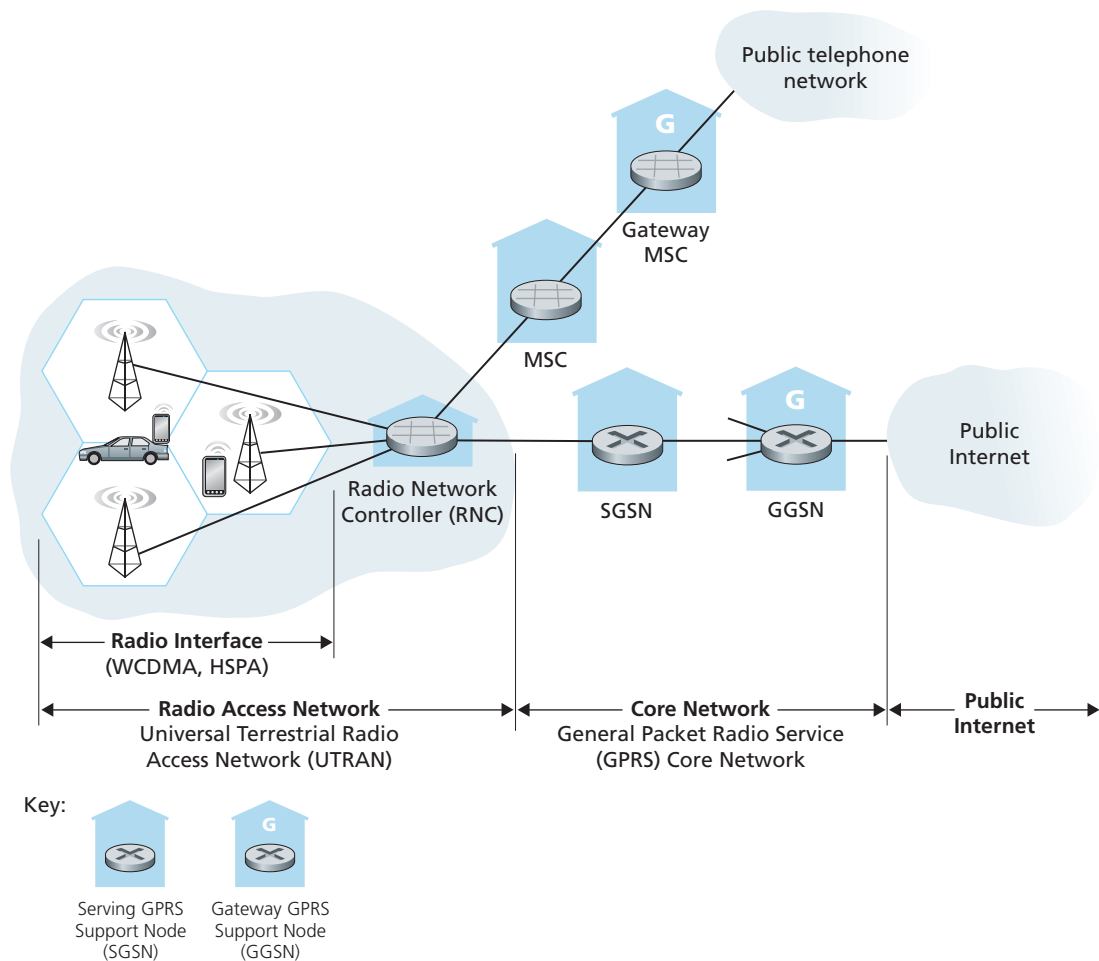 Public telephone
network
G
Gateway
MSC
MSC
G
Public
Internet
SGSN
GGSN
Radio Network
Controller (RNC)
Radio Interface
(WCDMA, HSPA)
Radio Access Network
Universal Terrestrial Radio
Access Network (UTRAN)
Core Network
General Packet Radio Service
(GPRS) Core Network
Public
Internet
Key:
G
Serving GPRS
Support Node
(SGSN)
Gateway GPRS
Support Node
(GGSN)